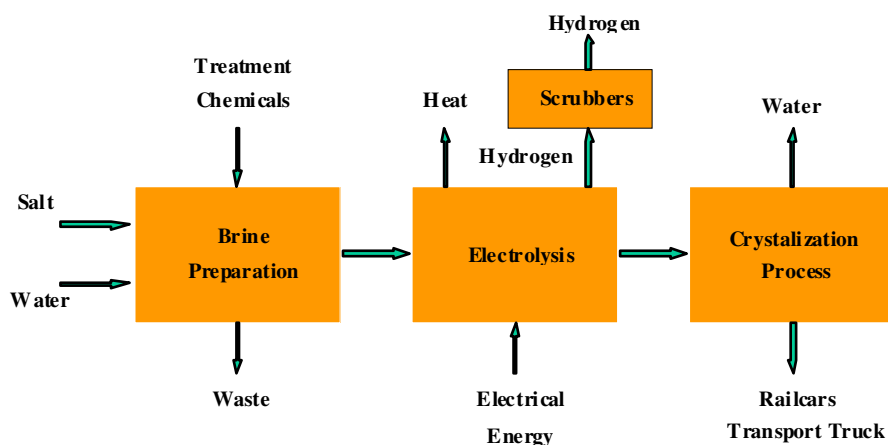 Hydrogen
Scrubbers
Treatment
Chemicals
Heat
Water
Hydrogen
Salt
Brine
Preparation
Electrolysis
Crystalization
Process
Water
Waste
Electrical
Energy
Railcars
Transport Truck